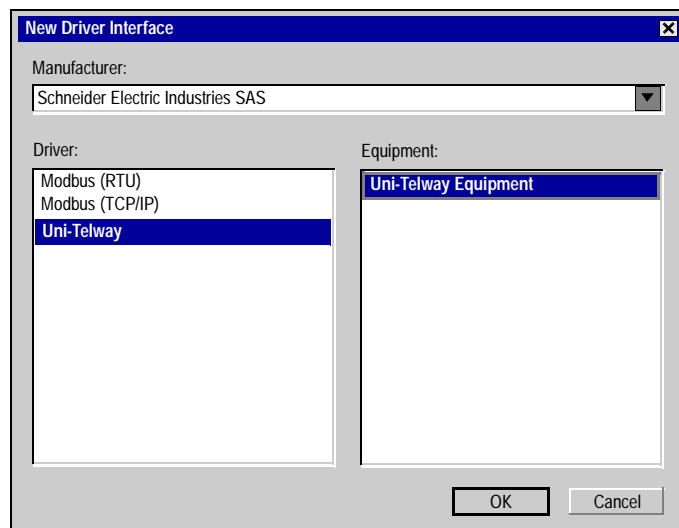 New Driver Interface
Manufacturer:
Schneider Electric Industries SAS
Driver:
Modbus (RTU)
Modbus (TCP/IP)
Uni-Telway
Equipment:
Uni-Telway Equipment
OK
Cancel